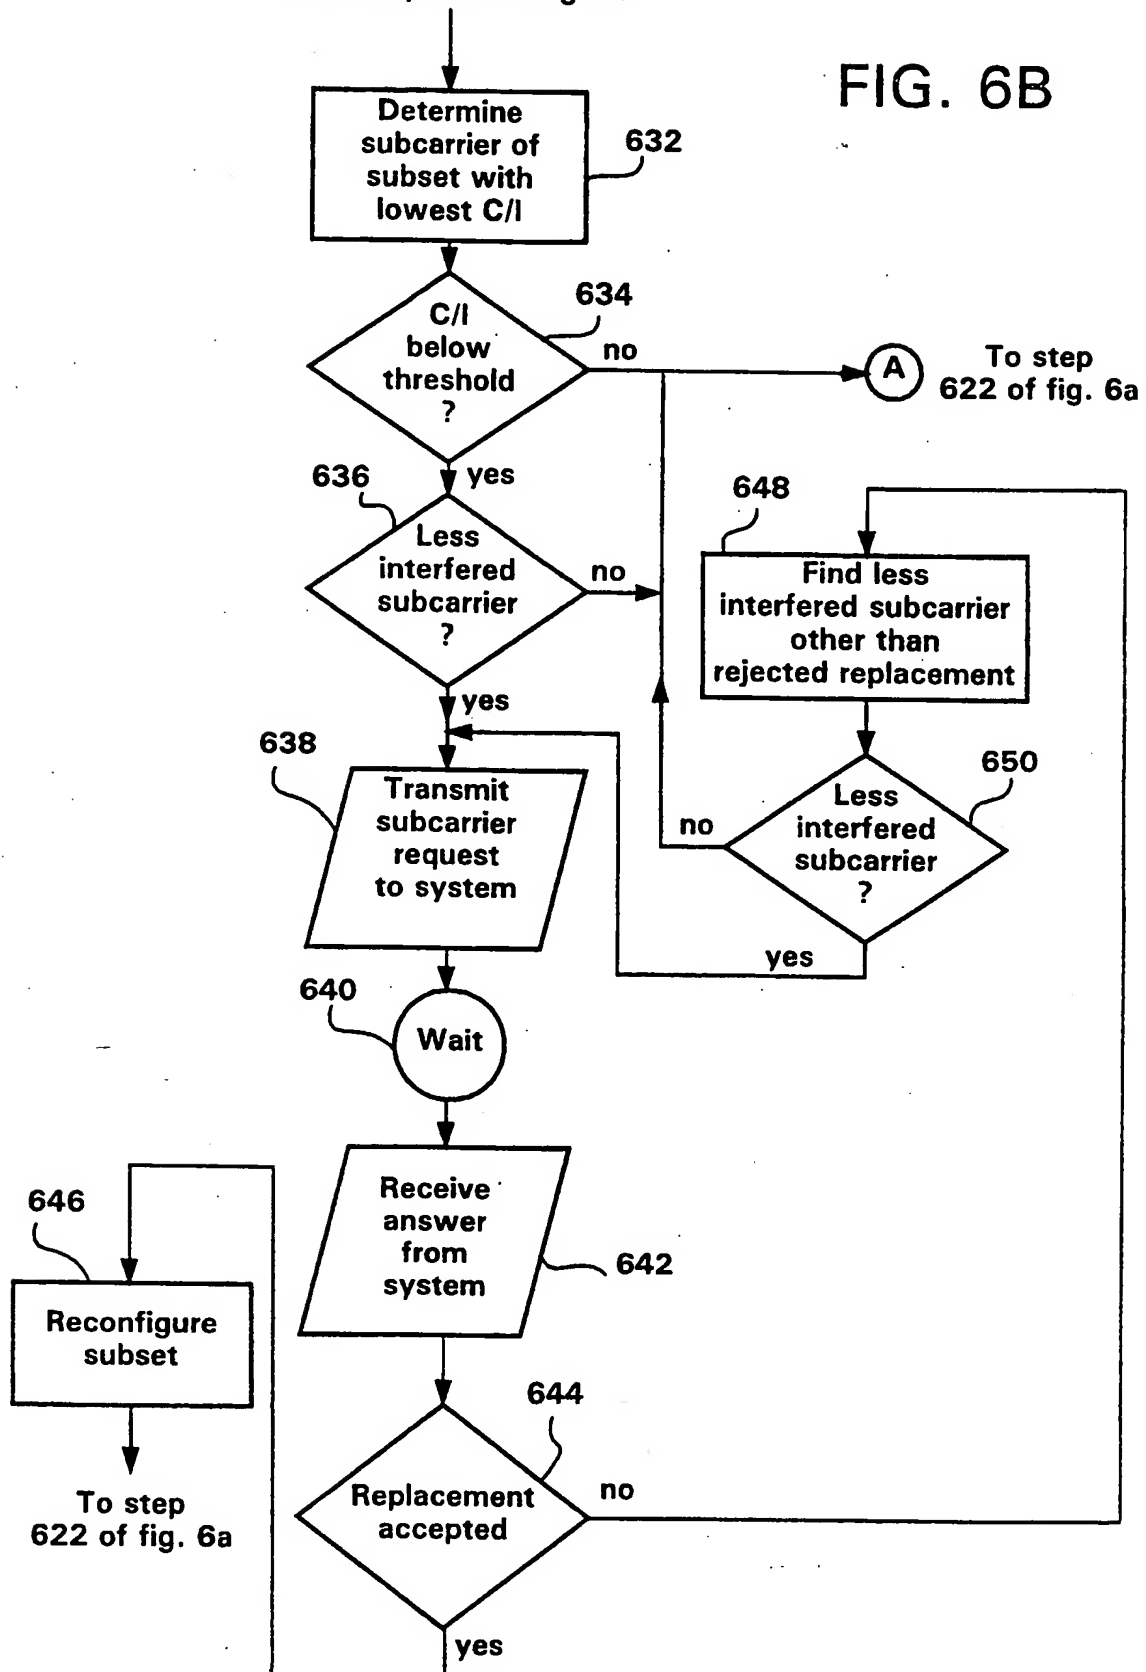 FIG. 6B
Determine
subcarrier of
subset with
lowest C/I
632
C/I
below
threshold
?
634
no
A
To step
622 of fig. 6a
yes
636
Less
interfered
subcarrier
?
no
648
Find less
interfered subcarrier
other than
rejected replacement
yes
638
Transmit
subcarrier
request
to system
650
Less
interfered
subcarrier
?
no
yes
640
Wait
Receive
answer
from
system
642
646
Reconfigure
subset
To step
622 of fig. 6a
644
Replacement
accepted
no
yes